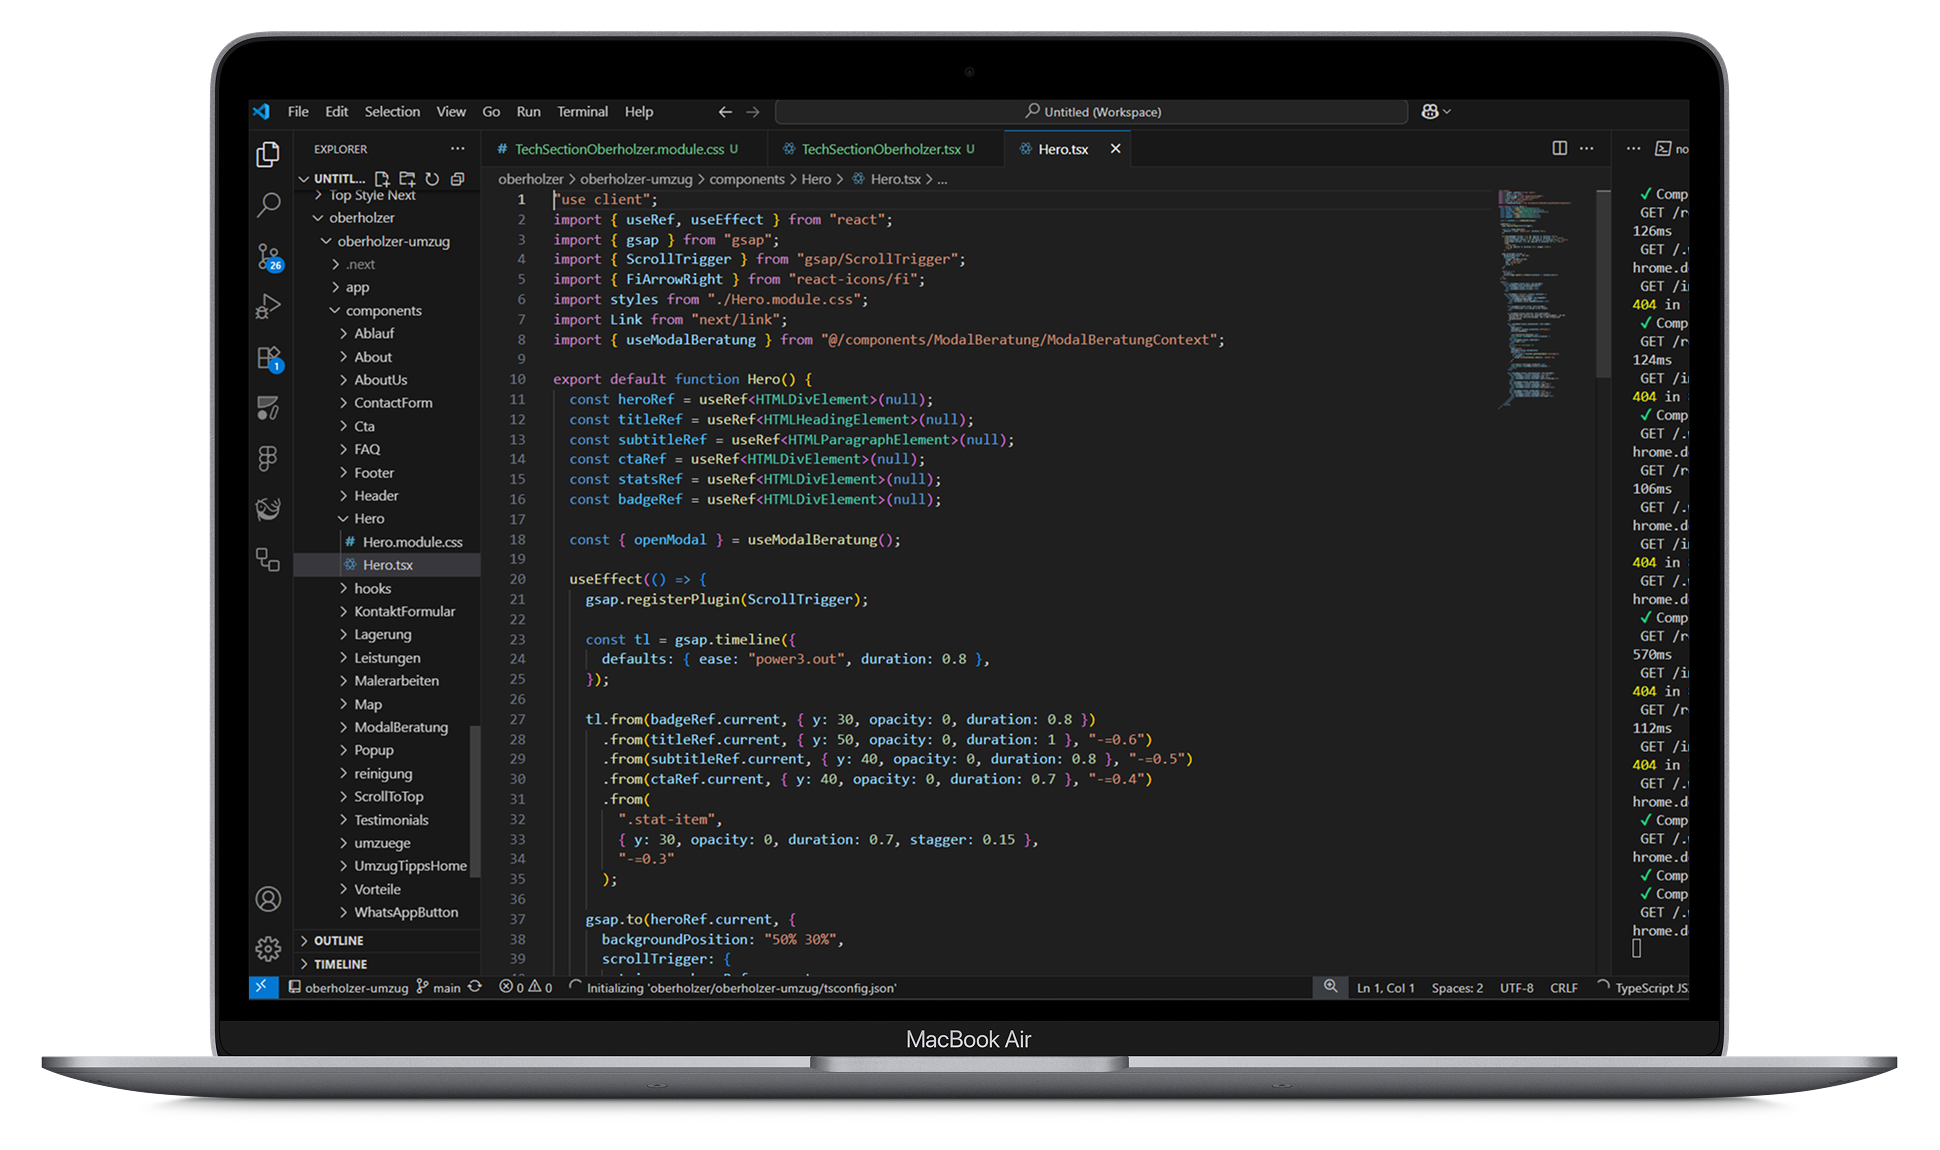 File Edit Selection View Go Run Terminal Help
Untitled (Workspace)
EXPLORER
UNTITL...
Top Style Next
oberholzer
oberholzer-umzug
.next
app
components
Ablauf
About
AboutUs
ContactForm
Cta
FAQ
Footer
Header
Hero
# Hero.module.css
Hero.tsx
hooks
KontaktFormular
Lagerung
Leistungen
Malerarbeiten
Map
ModalBeratung
Popup
reinigung
ScrollToTop
Testimonials
umzuege
UmzugTippsHome
Vorteile
WhatsAppButton
OUTLINE
TIMELINE
26
1
# TechSectionOberholzer.module.css U
TechSectionOberholzer.tsx U
Hero.tsx ×
oberholzer > oberholzer-umzug > components > Hero > Hero.tsx > ...
1 "use client";
2 import { useRef, useEffect } from "react";
3 import { gsap } from "gsap";
4 import { ScrollTrigger } from "gsap/ScrollTrigger";
5 import { FiArrowRight } from "react-icons/fi";
6 import styles from "./Hero.module.css";
7 import Link from "next/link";
8 import { useModalBeratung } from "@/components/ModalBeratung/ModalBeratungContext";
9
10 export default function Hero() {
11 const heroRef = useRef<HTMLDivElement>(null);
12 const titleRef = useRef<HTMLHeadingElement>(null);
13 const subtitleRef = useRef<HTMLParagraphElement>(null);
14 const ctaRef = useRef<HTMLDivElement>(null);
15 const statsRef = useRef<HTMLDivElement>(null);
16 const badgeRef = useRef<HTMLDivElement>(null);
17
18 const { openModal } = useModalBeratung();
19
20 useEffect(() => {
21 gsap.registerPlugin(ScrollTrigger);
22
23 const tl = gsap.timeline({
24 defaults: { ease: "power3.out", duration: 0.8 },
25 });
26
27 tl.from(badgeRef.current, { y: 30, opacity: 0, duration: 0.8 })
28 .from(titleRef.current, { y: 50, opacity: 0, duration: 1 }, "-=0.6")
29 .from(subtitleRef.current, { y: 40, opacity: 0, duration: 0.8 }, "-=0.5")
30 .from(ctaRef.current, { y: 40, opacity: 0, duration: 0.7 }, "-=0.4")
31 .from(
32 ".stat-item",
33 { y: 30, opacity: 0, duration: 0.7, stagger: 0.15 },
34 "-=0.3"
35 );
36
37 gsap.to(heroRef.current, {
38 backgroundPosition: "50% 30%",
39 scrollTrigger: {
no
✓ Comp
GET /r
126ms
GET /.
hrome.d
GET /i
404 in
✓ Comp
GET /r
124ms
GET /i
404 in
✓ Comp
GET /.
hrome.d
GET /r
106ms
GET /.
hrome.d
GET /i
404 in
GET /.
hrome.d
✓ Comp
GET /r
570ms
GET /i
404 in
GET /r
112ms
GET /i
404 in
GET /.
hrome.d
✓ Comp
GET /.
hrome.d
✓ Comp
✓ Comp
GET /.
hrome.d
oberholzer-umzug main 0 0 Initializing 'oberholzer/oberholzer-umzug/tsconfig.json' Ln 1, Col 1 Spaces: 2 UTF-8 CRLF TypeScript JS
MacBook Air